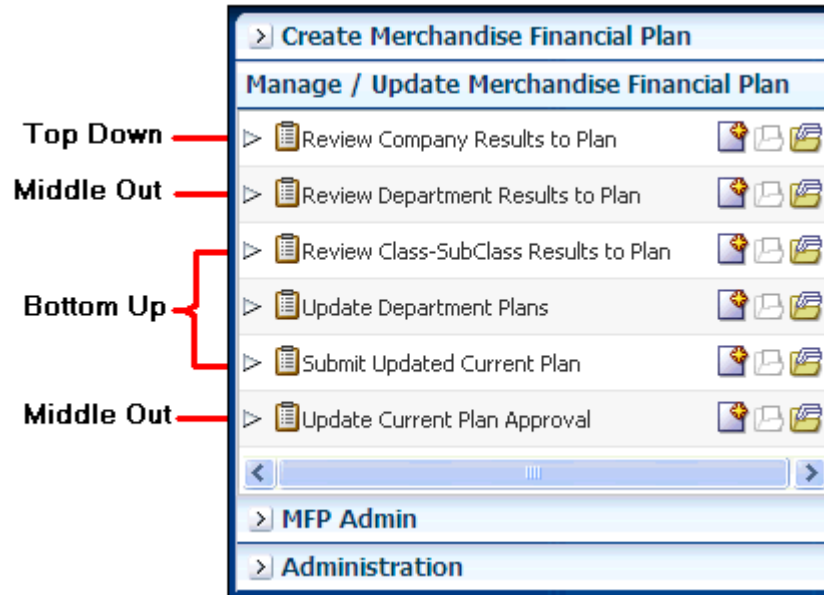 Create Merchandise Financial Plan
Manage / Update Merchandise Financial Plan
Top Down
Review Company Results to Plan
Middle Out
Review Department Results to Plan
Review Class-SubClass Results to Plan
Bottom Up
Update Department Plans
Submit Updated Current Plan
Middle Out
Update Current Plan Approval
MFP Admin
Administration